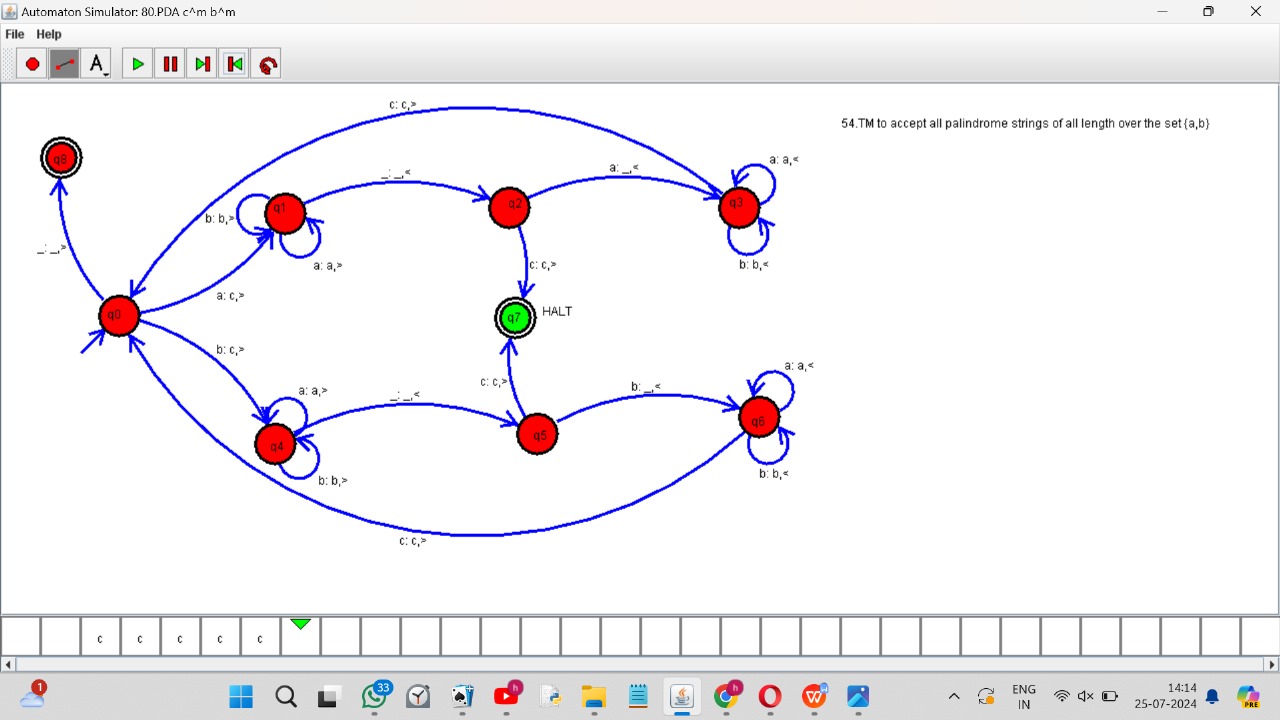 Automaton Simulator: 80.PDA c^m b^m
File Help
A
c: c,>
54.TM to accept all palindrome strings of all length over the set {a,b}
q8
_: _,<
a: _,<
a: a,<
b: b,>
q1
q2
q3
_: _,>
a: a,>
c: c,>
b: b,<
a: c,>
q0
q7
HALT
b: c,>
a: a,<
c: c,>
b: _,<
a: a,>
_: _,<
q4
q5
q6
b: b,>
b: b,<
c: c,>
c c c c c
1
33
h
h
ENG
IN
14:14
25-07-2024
PRE